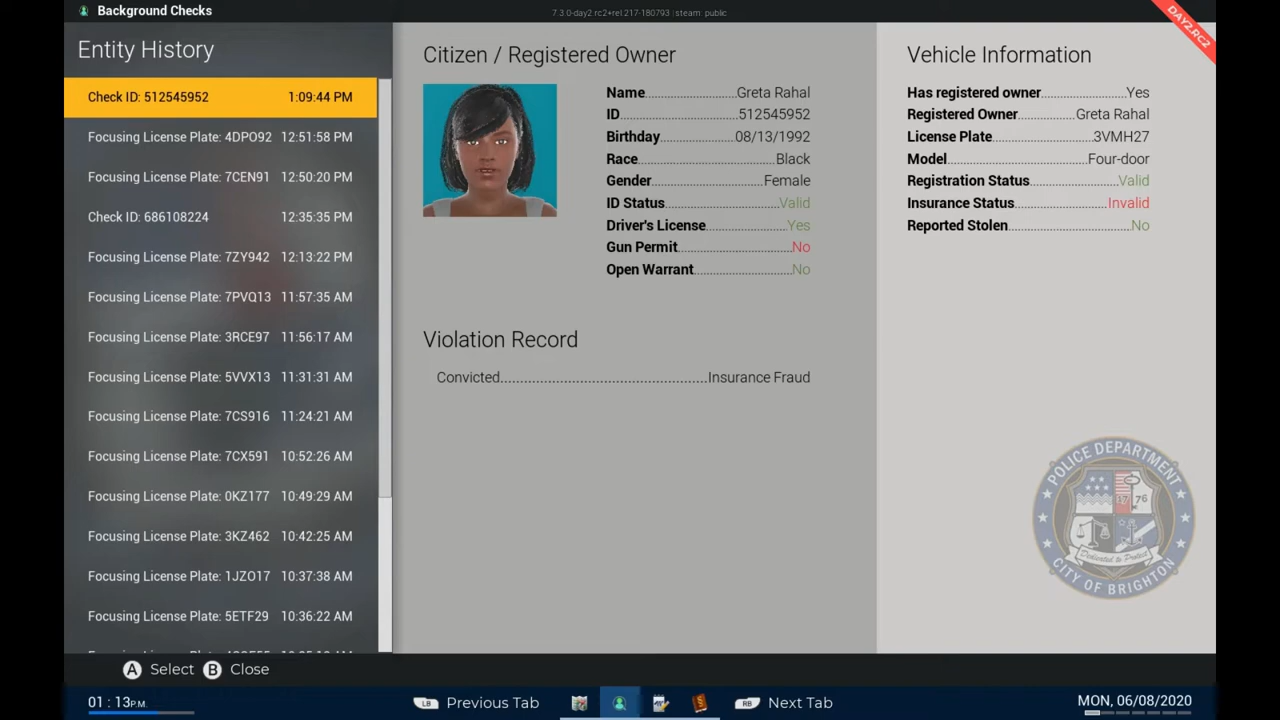 Background Checks
7.3.0-day2.rc2+rel.217-180793 | steam: public
DAY2.RC2
Entity History
Check ID: 512545952 1:09:44 PM
Focusing License Plate: 4DPO92 12:51:58 PM
Focusing License Plate: 7CEN91 12:50:20 PM
Check ID: 686108224 12:35:35 PM
Focusing License Plate: 7ZY942 12:13:22 PM
Focusing License Plate: 7PVQ13 11:57:35 AM
Focusing License Plate: 3RCE97 11:56:17 AM
Focusing License Plate: 5VVX13 11:31:31 AM
Focusing License Plate: 7CS916 11:24:21 AM
Focusing License Plate: 7CX591 10:52:26 AM
Focusing License Plate: 0KZ177 10:49:29 AM
Focusing License Plate: 3KZ462 10:42:25 AM
Focusing License Plate: 1JZO17 10:37:38 AM
Focusing License Plate: 5ETF29 10:36:22 AM
Citizen / Registered Owner
Name Greta Rahal
ID 512545952
Birthday 08/13/1992
Race Black
Gender Female
ID Status Valid
Driver's License Yes
Gun Permit No
Open Warrant No
Violation Record
Convicted Insurance Fraud
Vehicle Information
Has registered owner Yes
Registered Owner Greta Rahal
License Plate 3VMH27
Model Four-door
Registration Status Valid
Insurance Status Invalid
Reported Stolen No
POLICE DEPARTMENT
17 76
Dedicated to Protect
CITY OF BRIGHTON
A Select B Close
01 : 13 P.M.
LB Previous Tab
RB Next Tab
MON, 06/08/2020